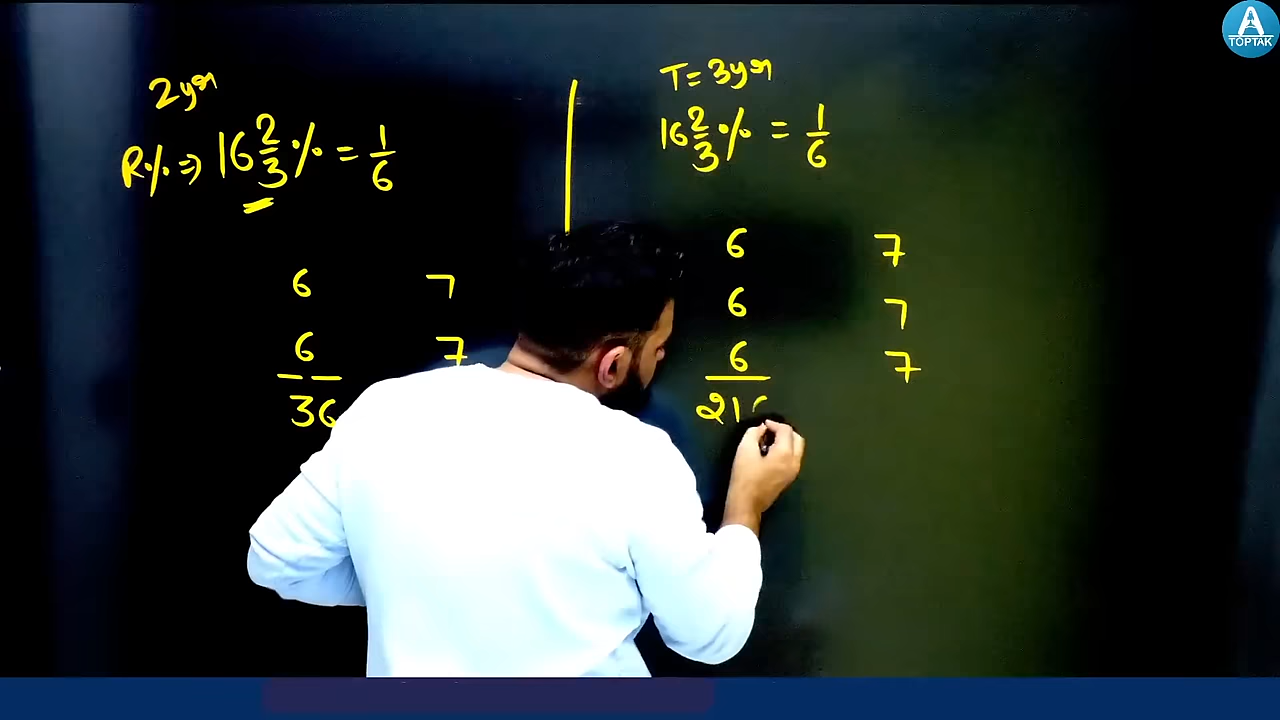 2yr
R% ⇒ 16 2/3 % = 1/6
6 7
6 7
36
T = 3yr
16 2/3 % = 1/6
6 7
6 7
6 7
216
A
TOPTAK